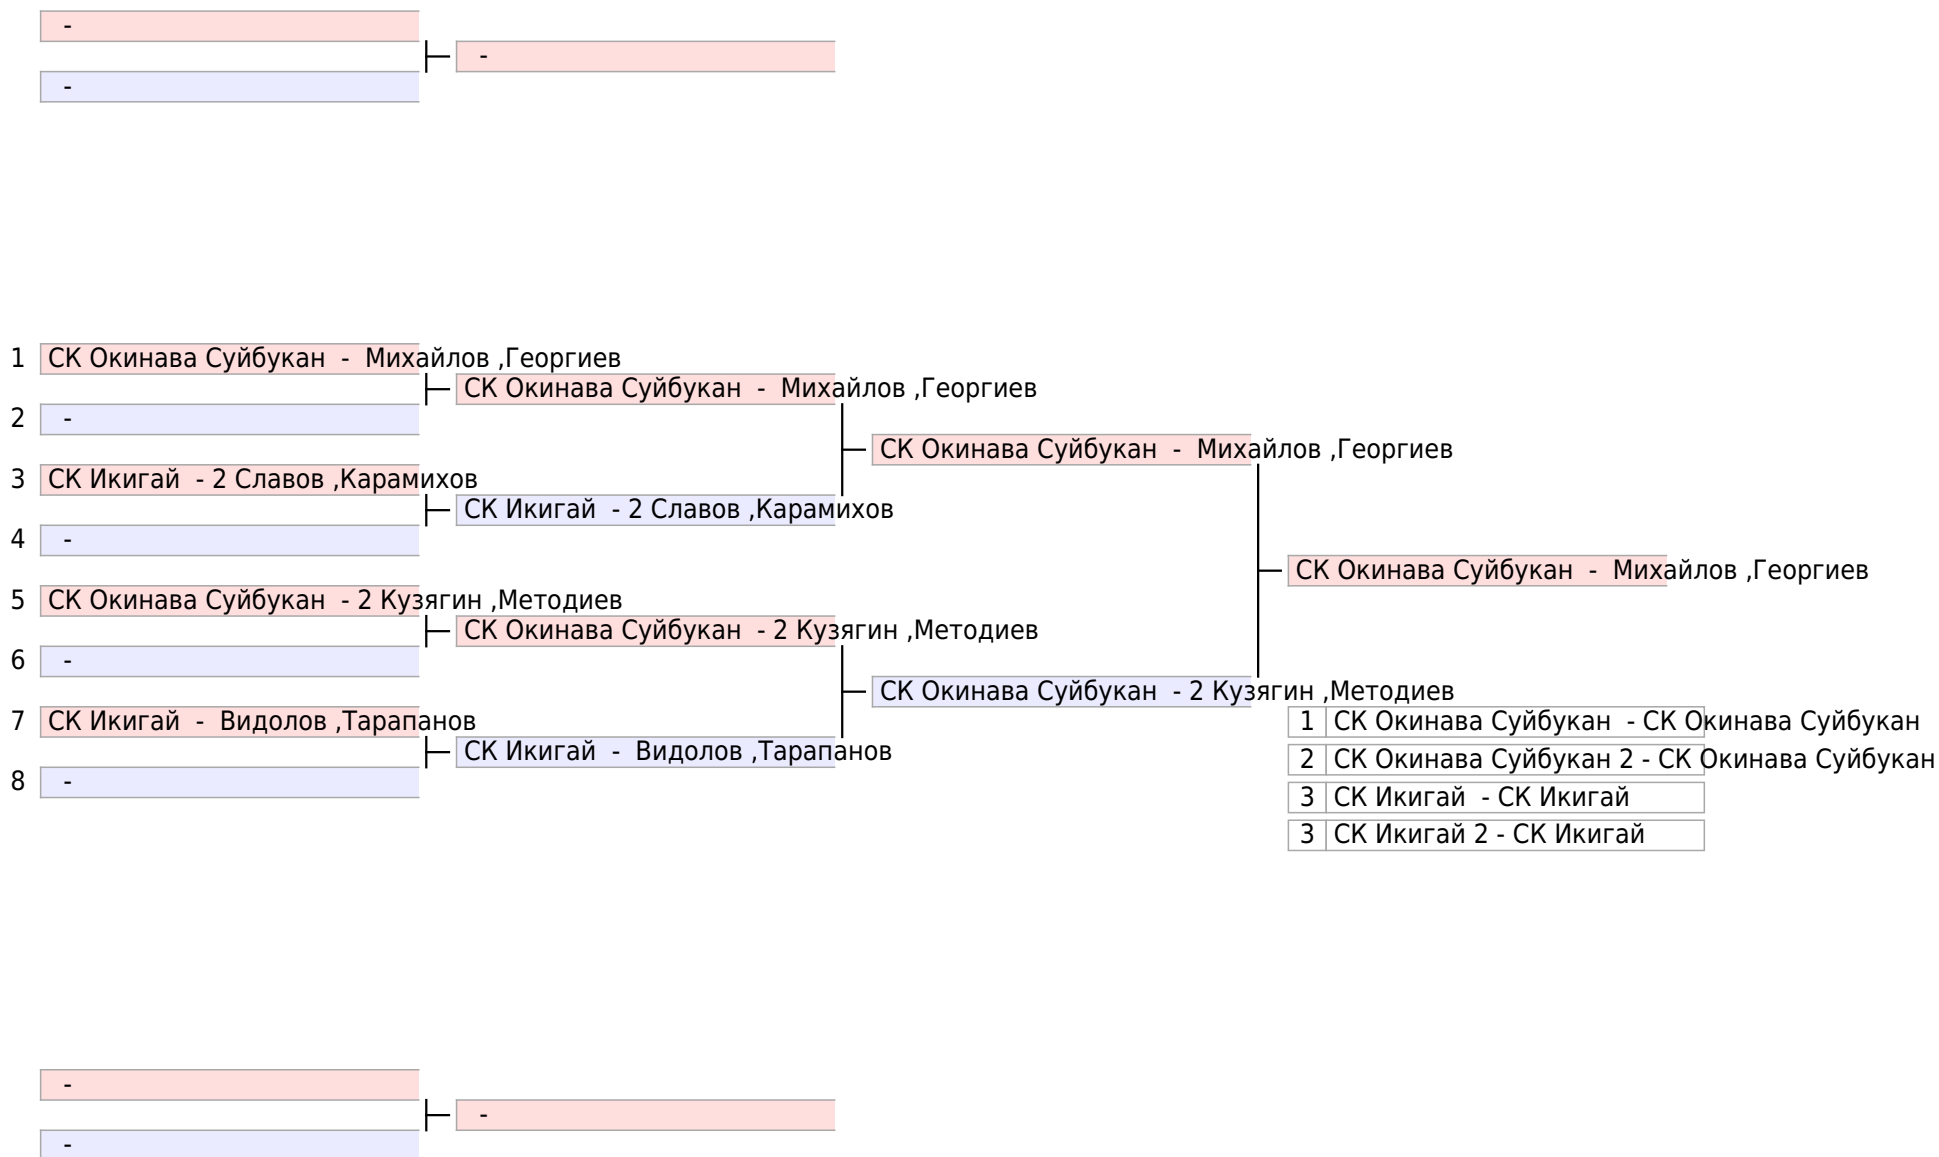 -
-
-
1 СК Окинава Суйбукан - Михайлов ,Георгиев
СК Окинава Суйбукан - Михайлов ,Георгиев
2 -
СК Окинава Суйбукан - Михайлов ,Георгиев
3 СК Икигай - 2 Славов ,Карамихов
СК Икигай - 2 Славов ,Карамихов
4 -
СК Окинава Суйбукан - Михайлов ,Георгиев
5 СК Окинава Суйбукан - 2 Кузягин ,Методиев
СК Окинава Суйбукан - 2 Кузягин ,Методиев
6 -
СК Окинава Суйбукан - 2 Кузягин ,Методиев
7 СК Икигай - Видолов ,Тарапанов
СК Икигай - Видолов ,Тарапанов
8 -
1 СК Окинава Суйбукан - СК Окинава Суйбукан
2 СК Окинава Суйбукан 2 - СК Окинава Суйбукан
3 СК Икигай - СК Икигай
3 СК Икигай 2 - СК Икигай
-
-
-